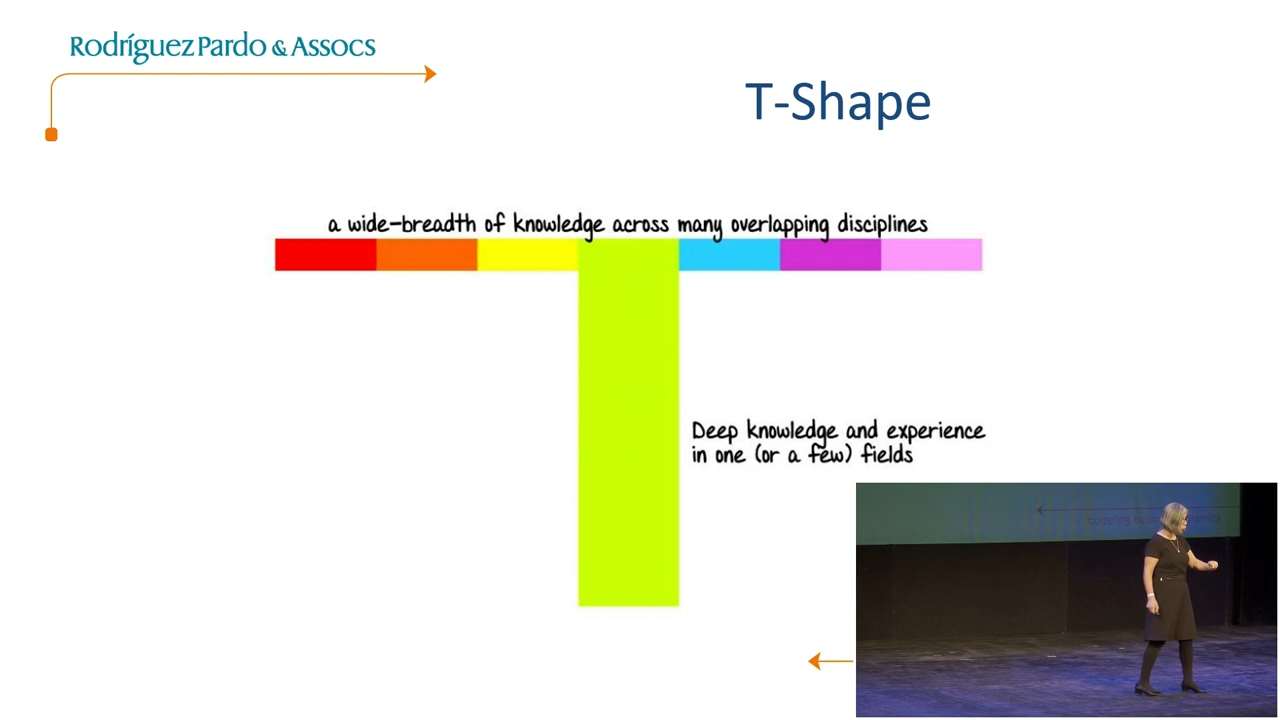 Rodríguez Pardo & Assocs
T-Shape
a wide-breadth of knowledge across many overlapping disciplines
Deep knowledge and experience
in one (or a few) fields
boosting